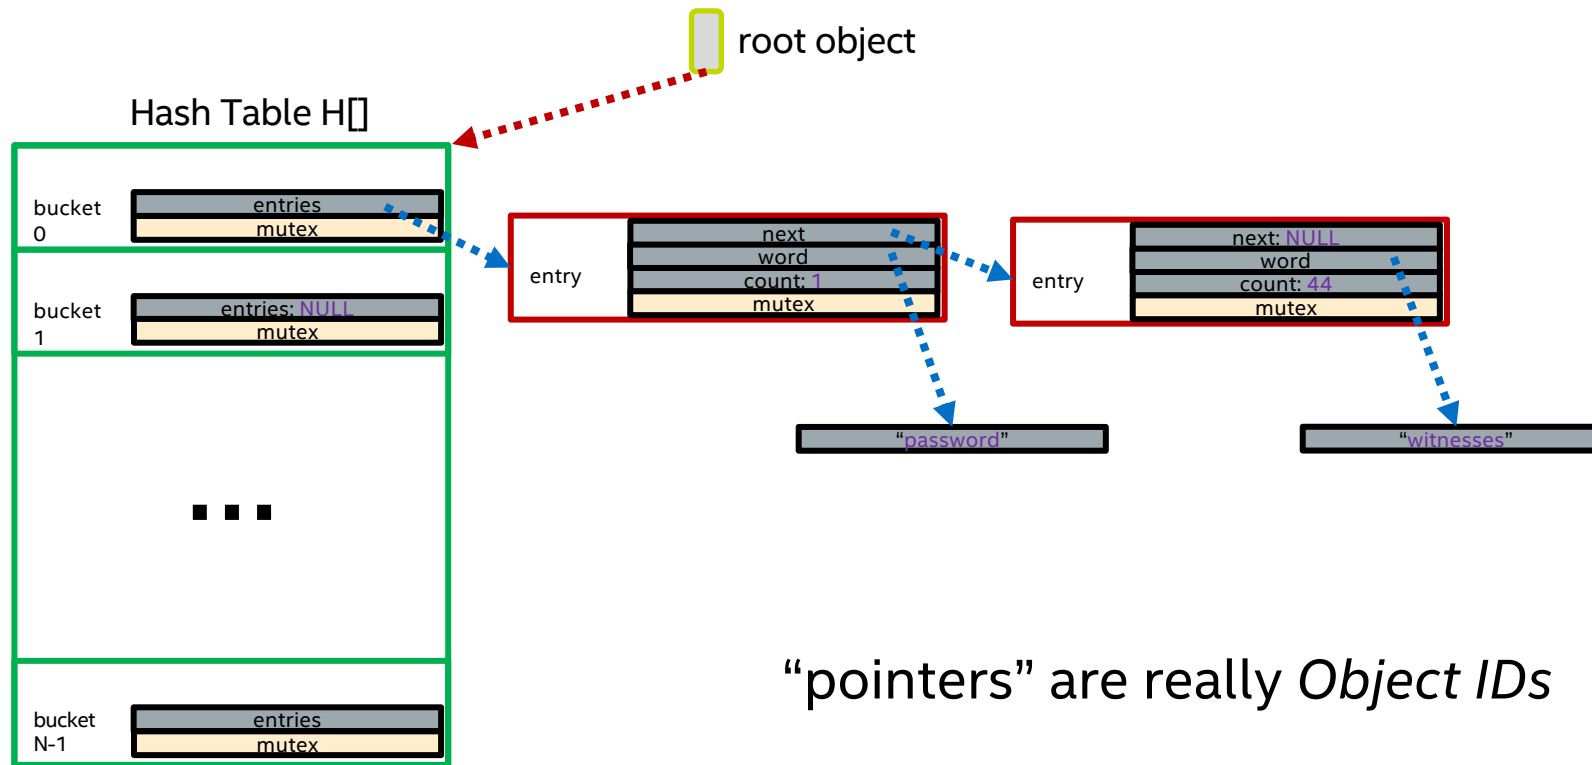 root object
Hash Table H[]
bucket
0
entries
mutex
bucket
1
entries: NULL
mutex
bucket
N-1
entries
mutex
entry
next
word
count: 1
mutex
entry
next: NULL
word
count: 44
mutex
“password”
“witnesses”
“pointers” are really Object IDs